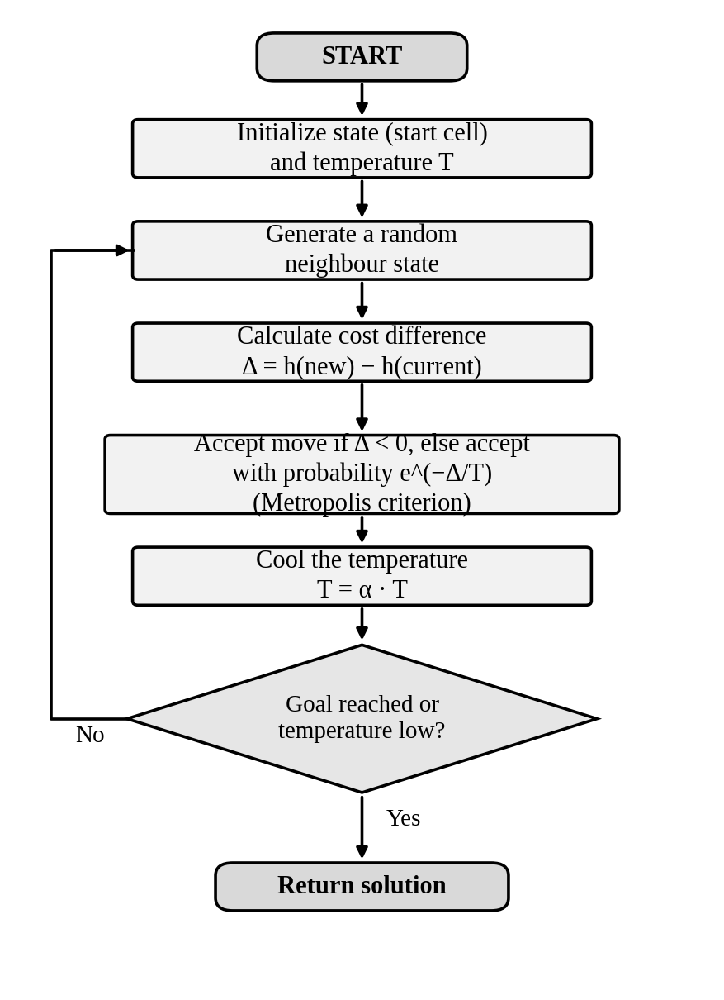 START
Initialize state (start cell)
and temperature T
Generate a random
neighbour state
Calculate cost difference
Δ = h(new) − h(current)
Accept move if Δ < 0, else accept
with probability e^(−Δ/T)
(Metropolis criterion)
Cool the temperature
T = α · T
Goal reached or
temperature low?
No
Yes
Return solution